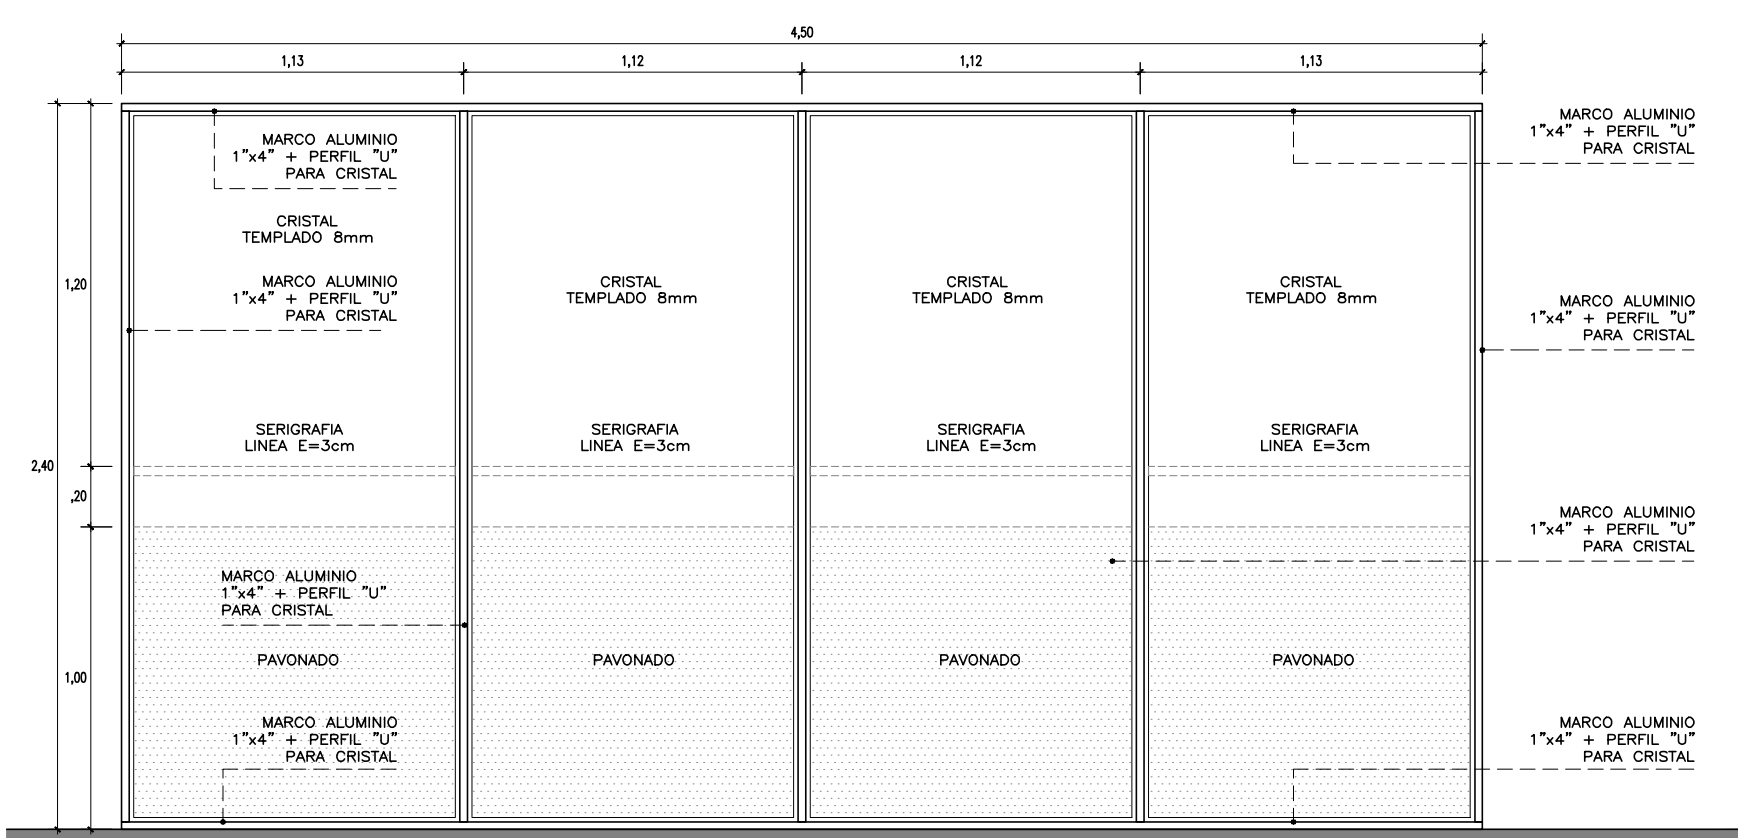 4,50
1,13
1,12
1,12
1,13
MARCO ALUMINIO
1"x4" + PERFIL "U"
PARA CRISTAL
MARCO ALUMINIO
1"x4" + PERFIL "U"
PARA CRISTAL
CRISTAL
TEMPLADO 8mm
MARCO ALUMINIO
1"x4" + PERFIL "U"
PARA CRISTAL
1,20
CRISTAL
TEMPLADO 8mm
CRISTAL
TEMPLADO 8mm
CRISTAL
TEMPLADO 8mm
MARCO ALUMINIO
1"x4" + PERFIL "U"
PARA CRISTAL
SERIGRAFIA
LINEA E=3cm
SERIGRAFIA
LINEA E=3cm
SERIGRAFIA
LINEA E=3cm
SERIGRAFIA
LINEA E=3cm
2,40
,20
MARCO ALUMINIO
1"x4" + PERFIL "U"
PARA CRISTAL
MARCO ALUMINIO
1"x4" + PERFIL "U"
PARA CRISTAL
PAVONADO
PAVONADO
PAVONADO
PAVONADO
1,00
MARCO ALUMINIO
1"x4" + PERFIL "U"
PARA CRISTAL
MARCO ALUMINIO
1"x4" + PERFIL "U"
PARA CRISTAL